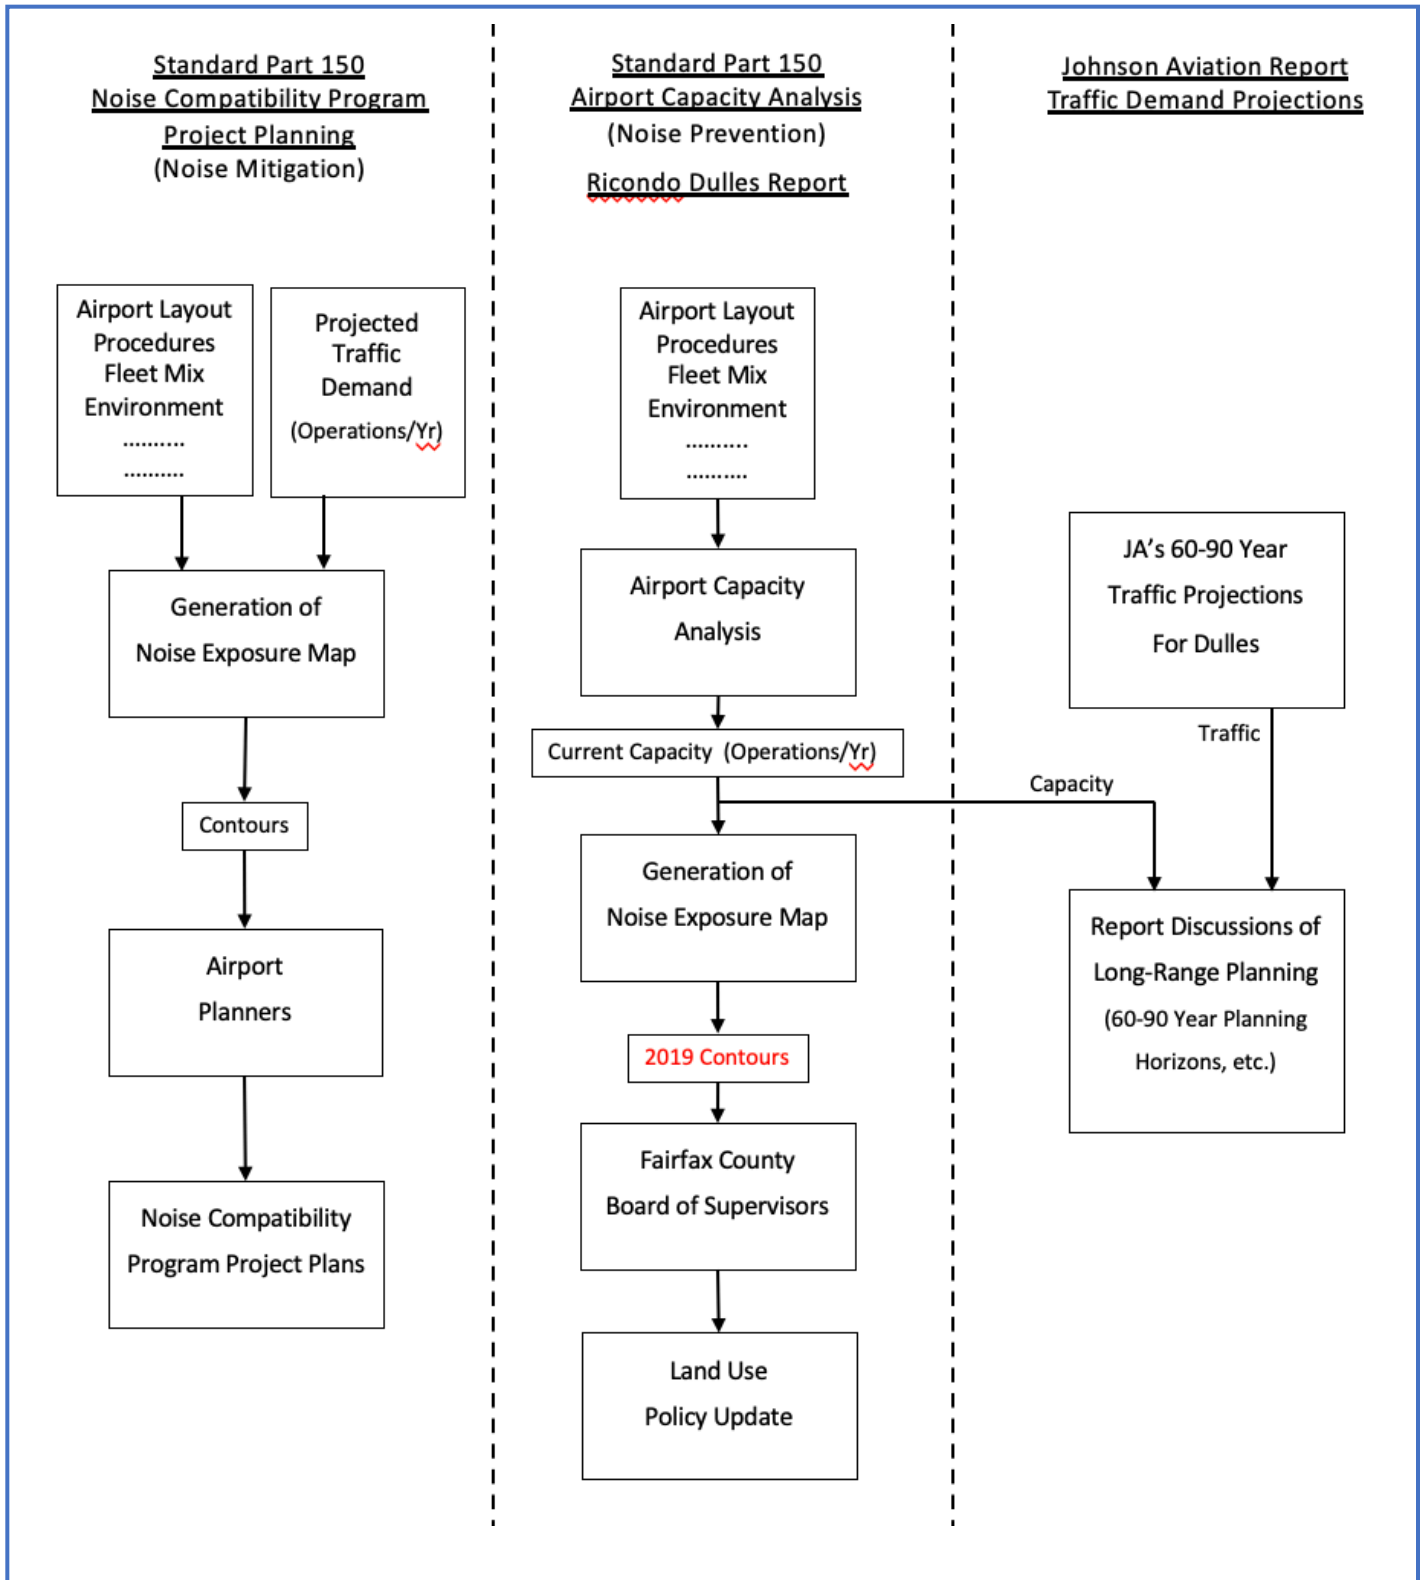 Standard Part 150
Noise Compatibility Program
Project Planning
(Noise Mitigation)
Airport Layout
Procedures
Fleet Mix
Environment
..........
..........
Projected
Traffic
Demand
(Operations/Yr)
Generation of
Noise Exposure Map
Contours
Airport
Planners
Noise Compatibility
Program Project Plans
Standard Part 150
Airport Capacity Analysis
(Noise Prevention)
Ricondo Dulles Report
Airport Layout
Procedures
Fleet Mix
Environment
..........
..........
Airport Capacity
Analysis
Current Capacity (Operations/Yr)
Generation of
Noise Exposure Map
2019 Contours
Fairfax County
Board of Supervisors
Land Use
Policy Update
Johnson Aviation Report
Traffic Demand Projections
JA’s 60-90 Year
Traffic Projections
For Dulles
Traffic
Capacity
Report Discussions of
Long-Range Planning
(60-90 Year Planning
Horizons, etc.)